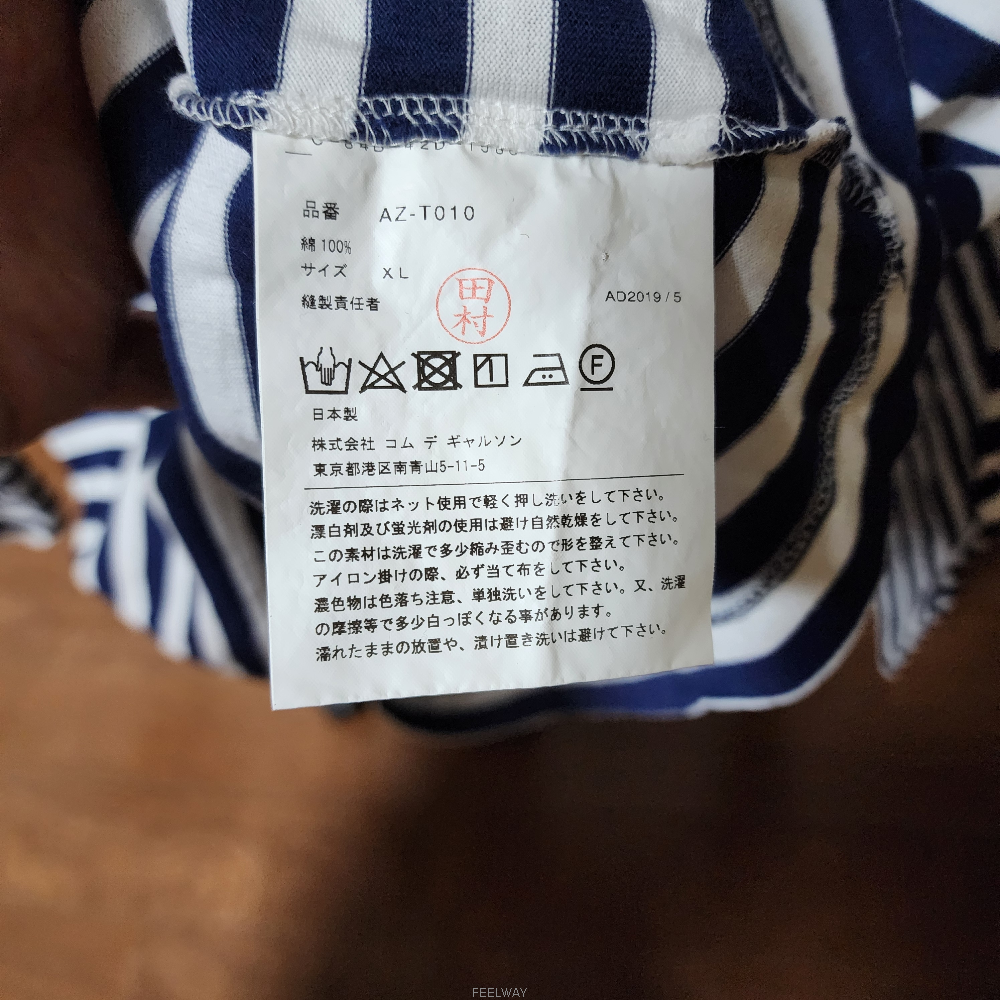 品番 AZ-T010
綿 100%
サイズ XL
縫製責任者 田村 AD2019 / 5
F
日本製
株式会社 コム デ ギャルソン
東京都港区南青山5-11-5
洗濯の際はネット使用で軽く押し洗いをして下さい。
漂白剤及び蛍光剤の使用は避け自然乾燥をして下さい。
この素材は洗濯で多少縮み歪むので形を整えて下さい。
アイロン掛けの際、必ず当て布をして下さい。
濃色物は色落ち注意、単独洗いをして下さい。又、洗濯
の摩擦等で多少白っぽくなる事があります。
濡れたままの放置や、漬け置き洗いは避けて下さい。
FEELWAY